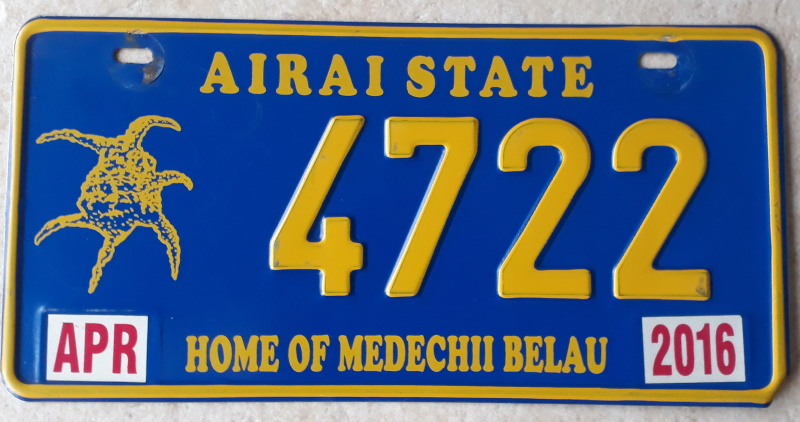 AIRAI STATE
4722
APR
HOME OF MEDECHII BELAU
2016